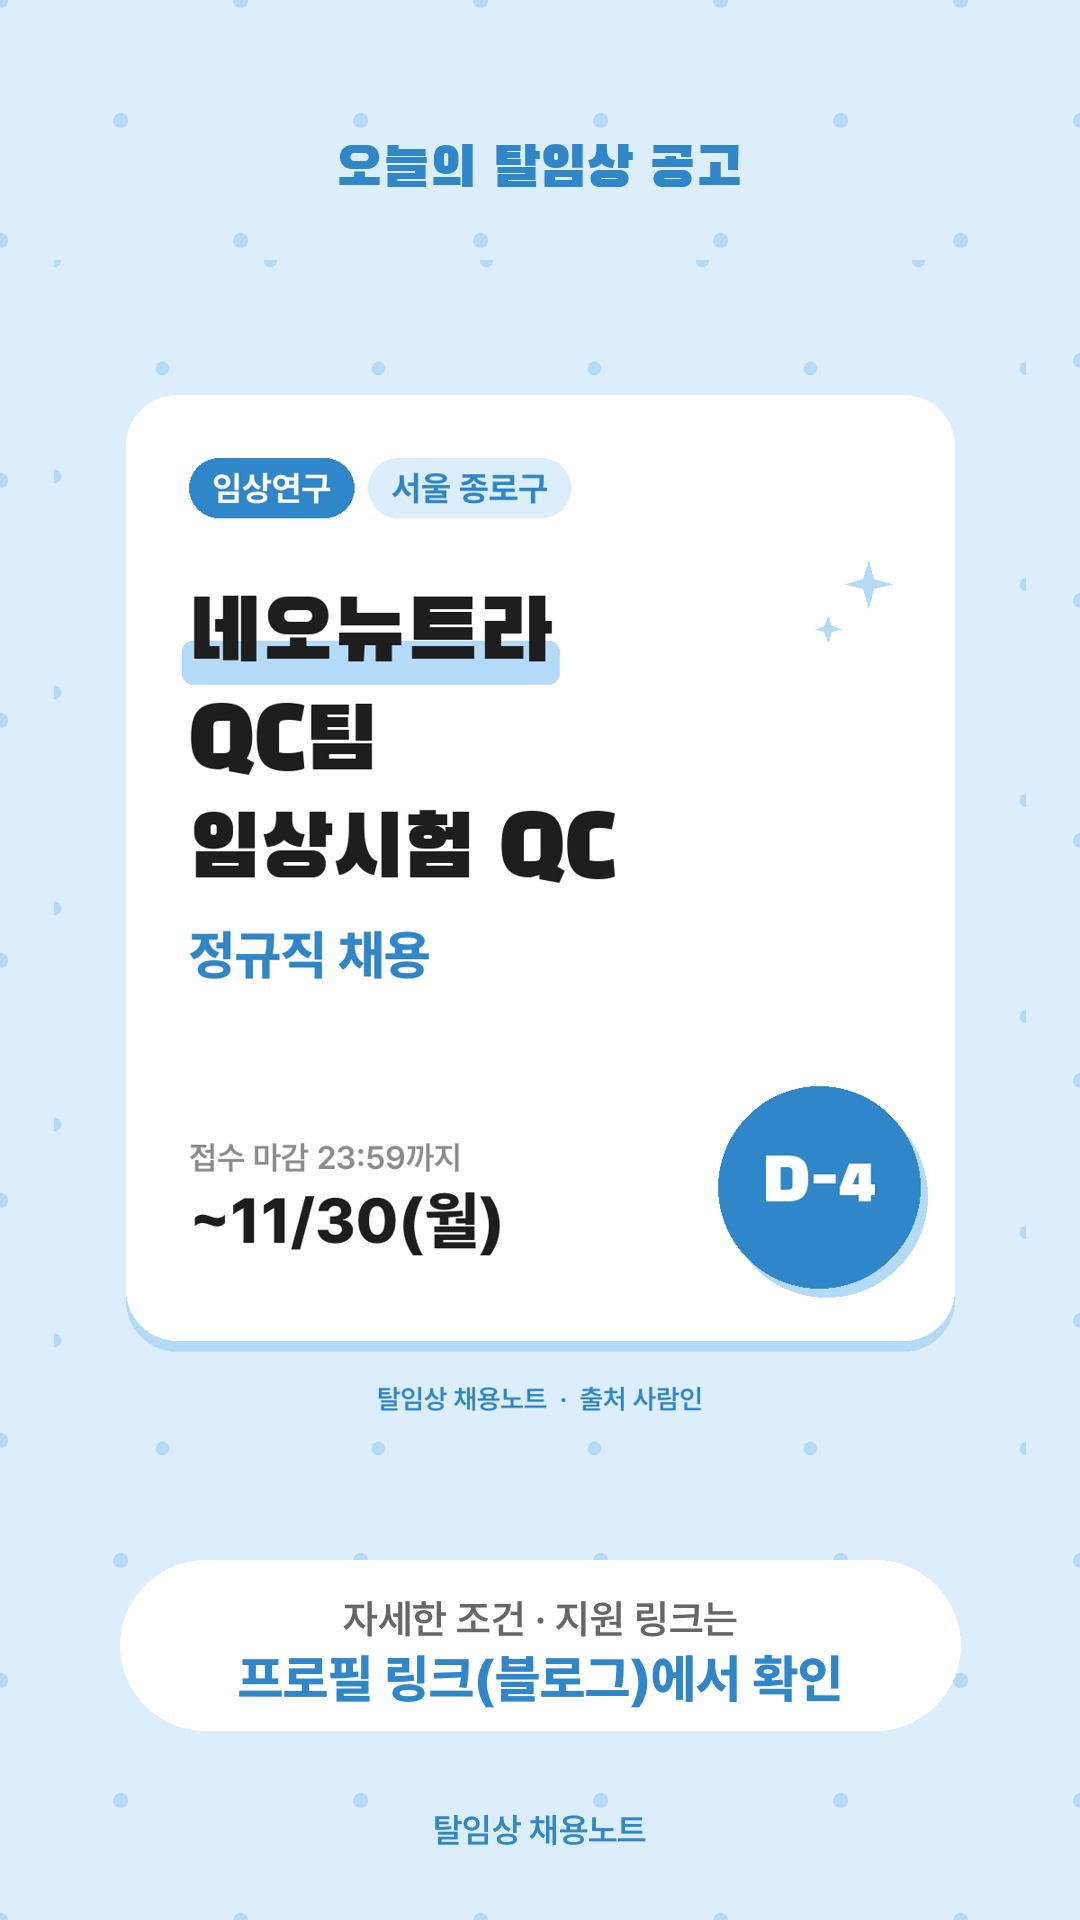 오늘의 탈임상 공고
임상연구 서울 종로구
네오뉴트라
QC팀
임상시험 QC
정규직 채용
접수 마감 23:59까지
~11/30(월)
D-4
탈임상 채용노트 · 출처 사람인
자세한 조건 · 지원 링크는
프로필 링크(블로그)에서 확인
탈임상 채용노트